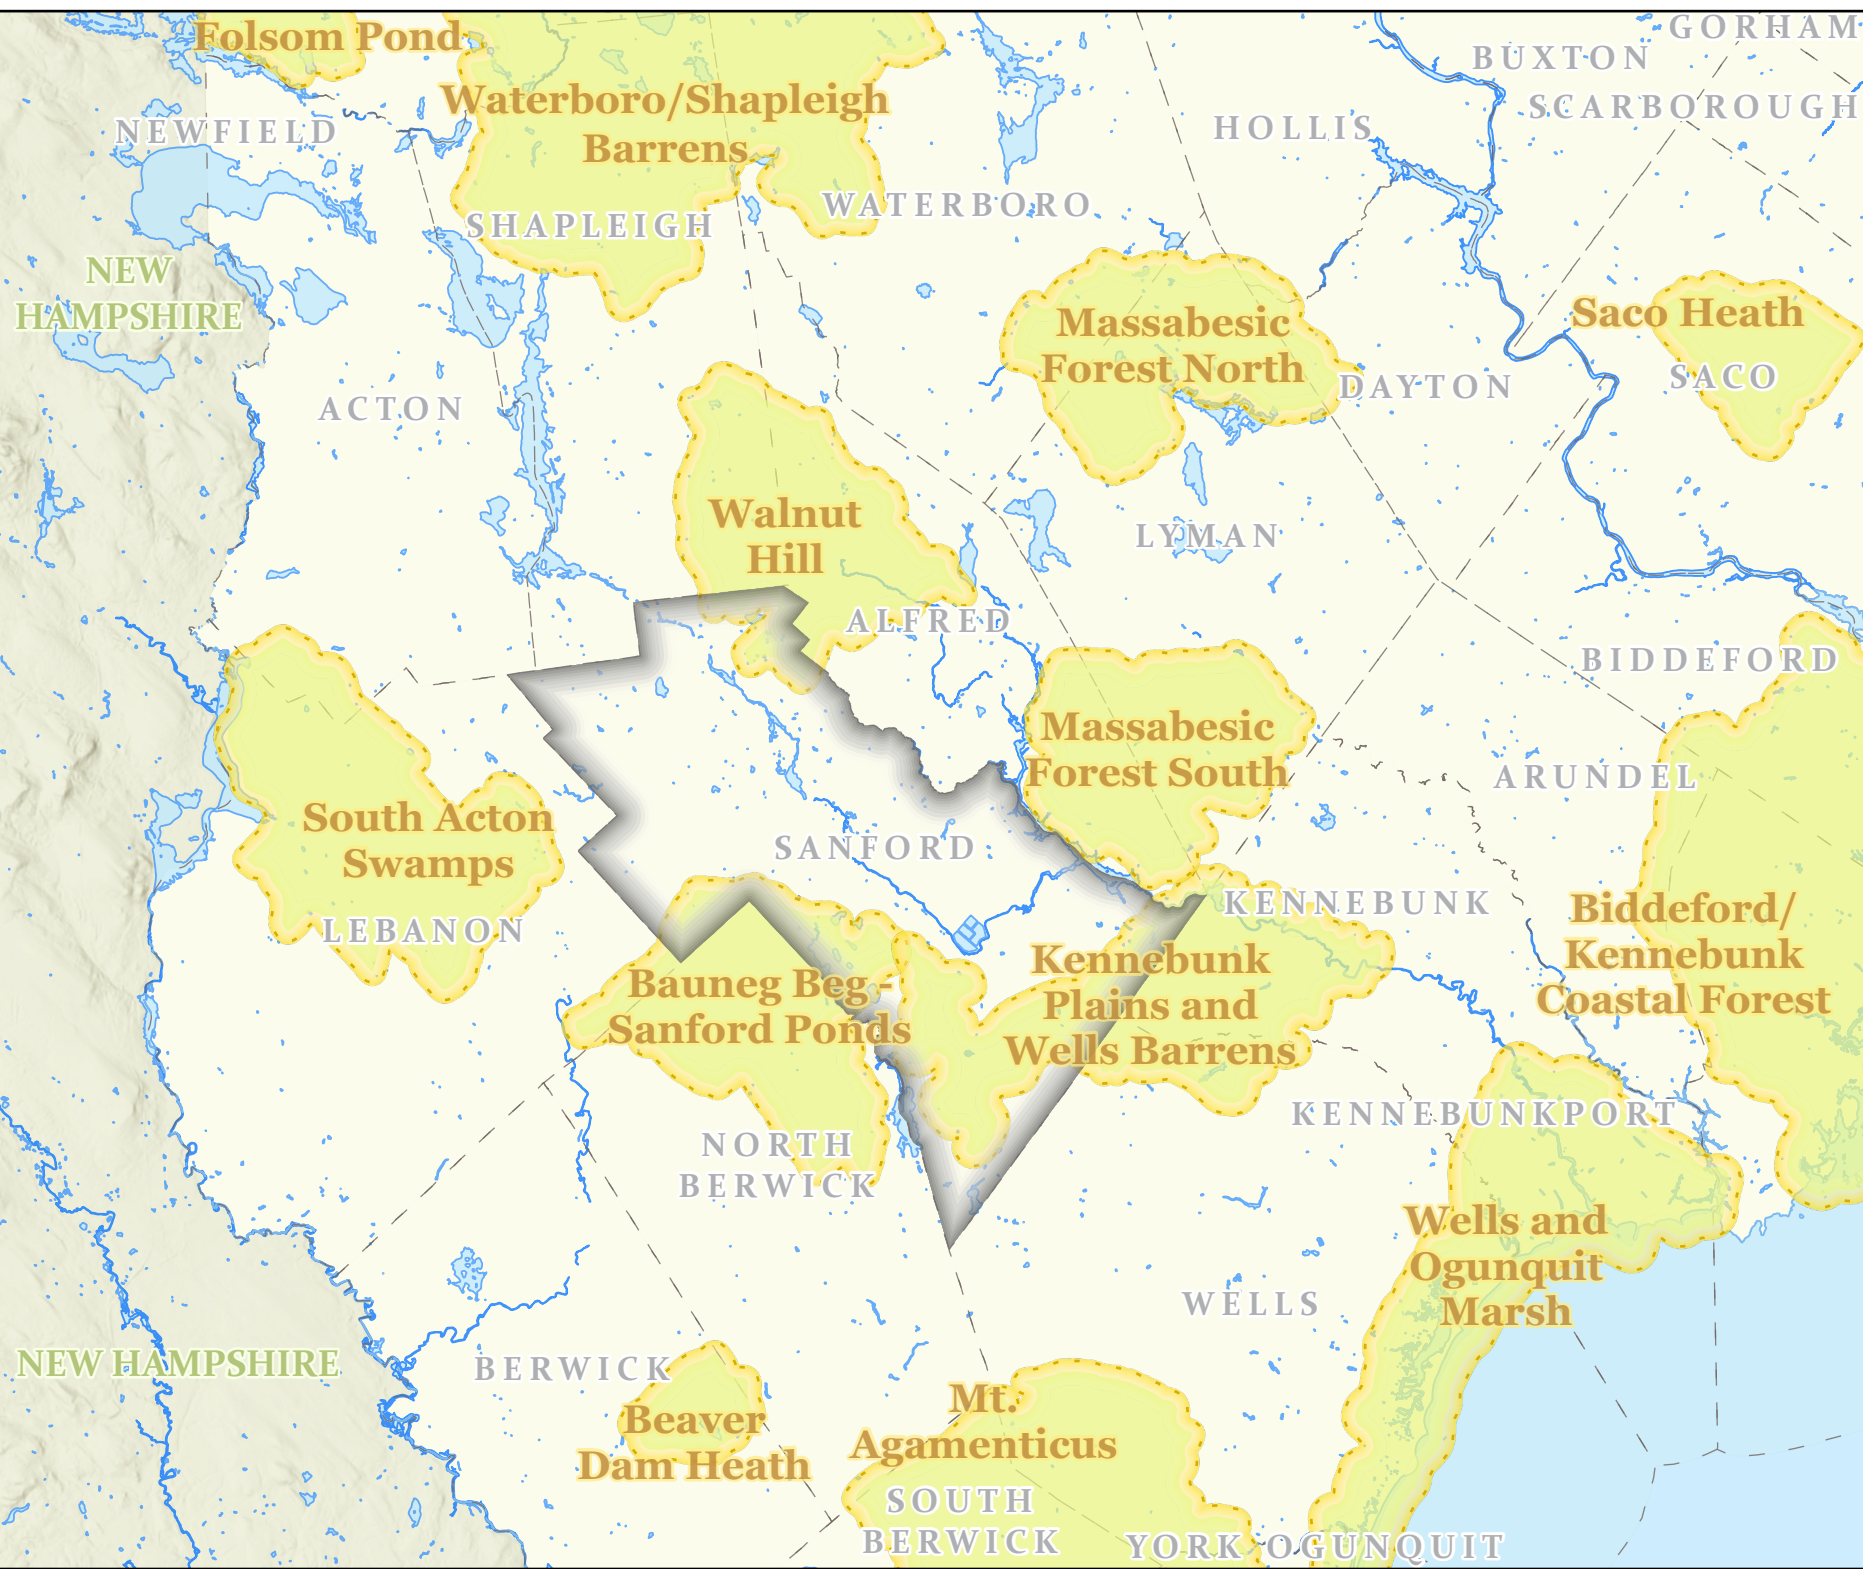 Folsom Pond
GORHAM
BUXTON
Waterboro/Shapleigh
Barrens
SCARBOROUGH
NEWFIELD
HOLLIS
WATERBORO
SHAPLEIGH
NEW
HAMPSHIRE
Massabesic
Forest North
Saco Heath
SACO
DAYTON
ACTON
Walnut
Hill
LYMAN
ALFRED
BIDDEFORD
Massabesic
Forest South
ARUNDEL
South Acton
Swamps
SANFORD
LEBANON
KENNEBUNK
Biddeford/
Kennebunk
Coastal Forest
Bauneg Beg -
Sanford Ponds
Kennebunk
Plains and
Wells Barrens
KENNEBUNKPORT
NORTH
BERWICK
Wells and
Ogunquit
Marsh
WELLS
NEW HAMPSHIRE
BERWICK
Beaver
Dam Heath
Mt.
Agamenticus
SOUTH
BERWICK
YORK
OGUNQUIT